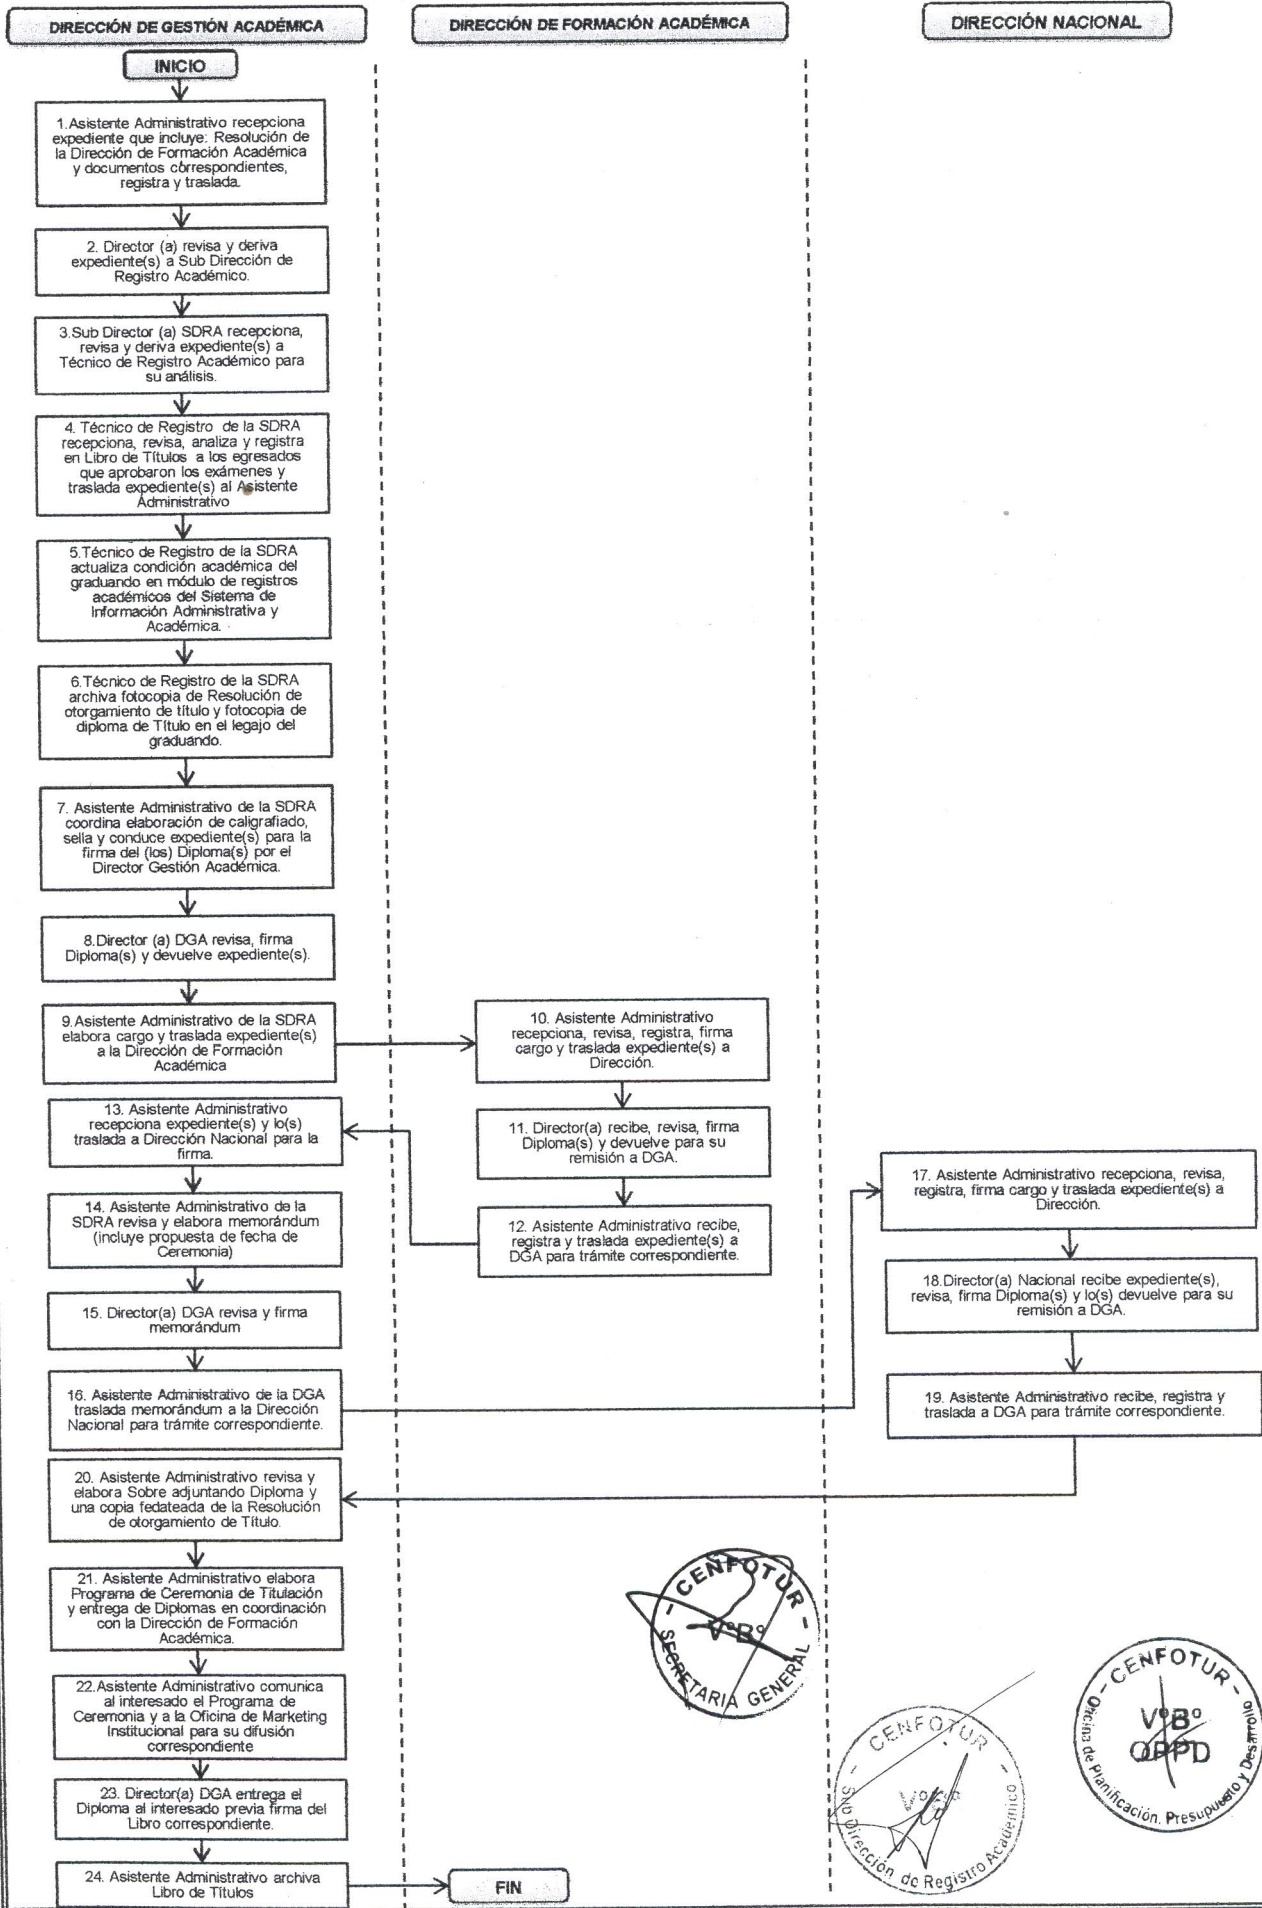 DIRECCIÓN DE GESTIÓN ACADÉMICA
DIRECCIÓN DE FORMACIÓN ACADÉMICA
DIRECCIÓN NACIONAL
INICIO
1.Asistente Administrativo recepciona
expediente que incluye: Resolución de
la Dirección de Formación Académica
y documentos correspondientes,
registra y traslada.
2. Director (a) revisa y deriva
expediente(s) a Sub Dirección de
Registro Académico.
3.Sub Director (a) SDRA recepciona,
revisa y deriva expediente(s) a
Técnico de Registro Académico para
su análisis.
4. Técnico de Registro de la SDRA
recepciona, revisa, analiza y registra
en Libro de Títulos a los egresados
que aprobaron los exámenes y
traslada expediente(s) al Asistente
Administrativo
5.Técnico de Registro de la SDRA
actualiza condición académica del
graduando en módulo de registros
académicos del Sistema de
Información Administrativa y
Académica.
6.Técnico de Registro de la SDRA
archiva fotocopia de Resolución de
otorgamiento de título y fotocopia de
diploma de Título en el legajo del
graduando.
7. Asistente Administrativo de la SDRA
coordina elaboración de caligrafiado,
sella y conduce expediente(s) para la
firma del (los) Diploma(s) por el
Director Gestión Académica.
8.Director (a) DGA revisa, firma
Diploma(s) y devuelve expediente(s).
9.Asistente Administrativo de la SDRA
elabora cargo y traslada expediente(s)
a la Dirección de Formación
Académica
10. Asistente Administrativo
recepciona, revisa, registra, firma
cargo y traslada expediente(s) a
Dirección.
11. Director(a) recibe, revisa, firma
Diploma(s) y devuelve para su
remisión a DGA.
12. Asistente Administrativo recibe,
registra y traslada expediente(s) a
DGA para trámite correspondiente.
13. Asistente Administrativo
recepciona expediente(s) y lo(s)
traslada a Dirección Nacional para la
firma.
14. Asistente Administrativo de la
SDRA revisa y elabora memorándum
(incluye propuesta de fecha de
Ceremonia)
15. Director(a) DGA revisa y firma
memorándum
16. Asistente Administrativo de la DGA
traslada memorándum a la Dirección
Nacional para trámite correspondiente.
17. Asistente Administrativo recepciona, revisa,
registra, firma cargo y traslada expediente(s) a
Dirección.
18.Director(a) Nacional recibe expediente(s),
revisa, firma Diploma(s) y lo(s) devuelve para su
remisión a DGA.
19. Asistente Administrativo recibe, registra y
traslada a DGA para trámite correspondiente.
20. Asistente Administrativo revisa y
elabora Sobre adjuntando Diploma y
una copia fedateada de la Resolución
de otorgamiento de Título.
21. Asistente Administrativo elabora
Programa de Ceremonia de Titulación
y entrega de Diplomas en coordinación
con la Dirección de Formación
Académica.
22.Asistente Administrativo comunica
al interesado el Programa de
Ceremonia y a la Oficina de Marketing
Institucional para su difusión
correspondiente
23. Director(a) DGA entrega el
Diploma al interesado previa firma del
Libro correspondiente.
24. Asistente Administrativo archiva
Libro de Títulos
FIN
- CENFOTUR -
V°B°
SECRETARIA GENERAL
- CENFOTUR -
V°B°
Sub Dirección de Registro Académico
- CENFOTUR -
V°B°
OPPD
Oficina de Planificación, Presupuesto y Desarrollo